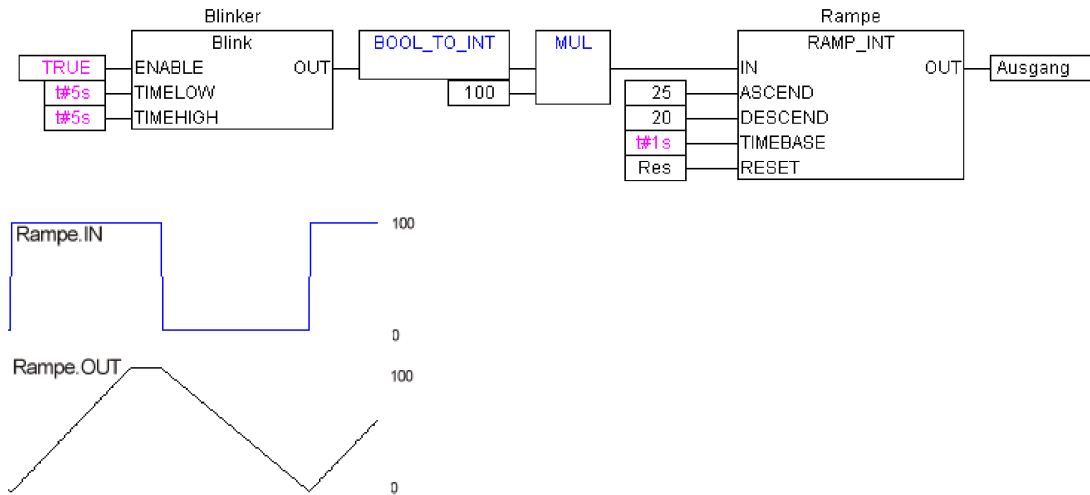 Blinker
Rampe
Blink
BOOL_TO_INT
MUL
RAMP_INT
TRUE
ENABLE
OUT
IN
OUT
Ausgang
t#5s
TIMELOW
100
25
ASCEND
t#5s
TIMEHIGH
20
DESCEND
t#1s
TIMEBASE
Res
RESET
Rampe.IN
100
0
Rampe.OUT
100
0